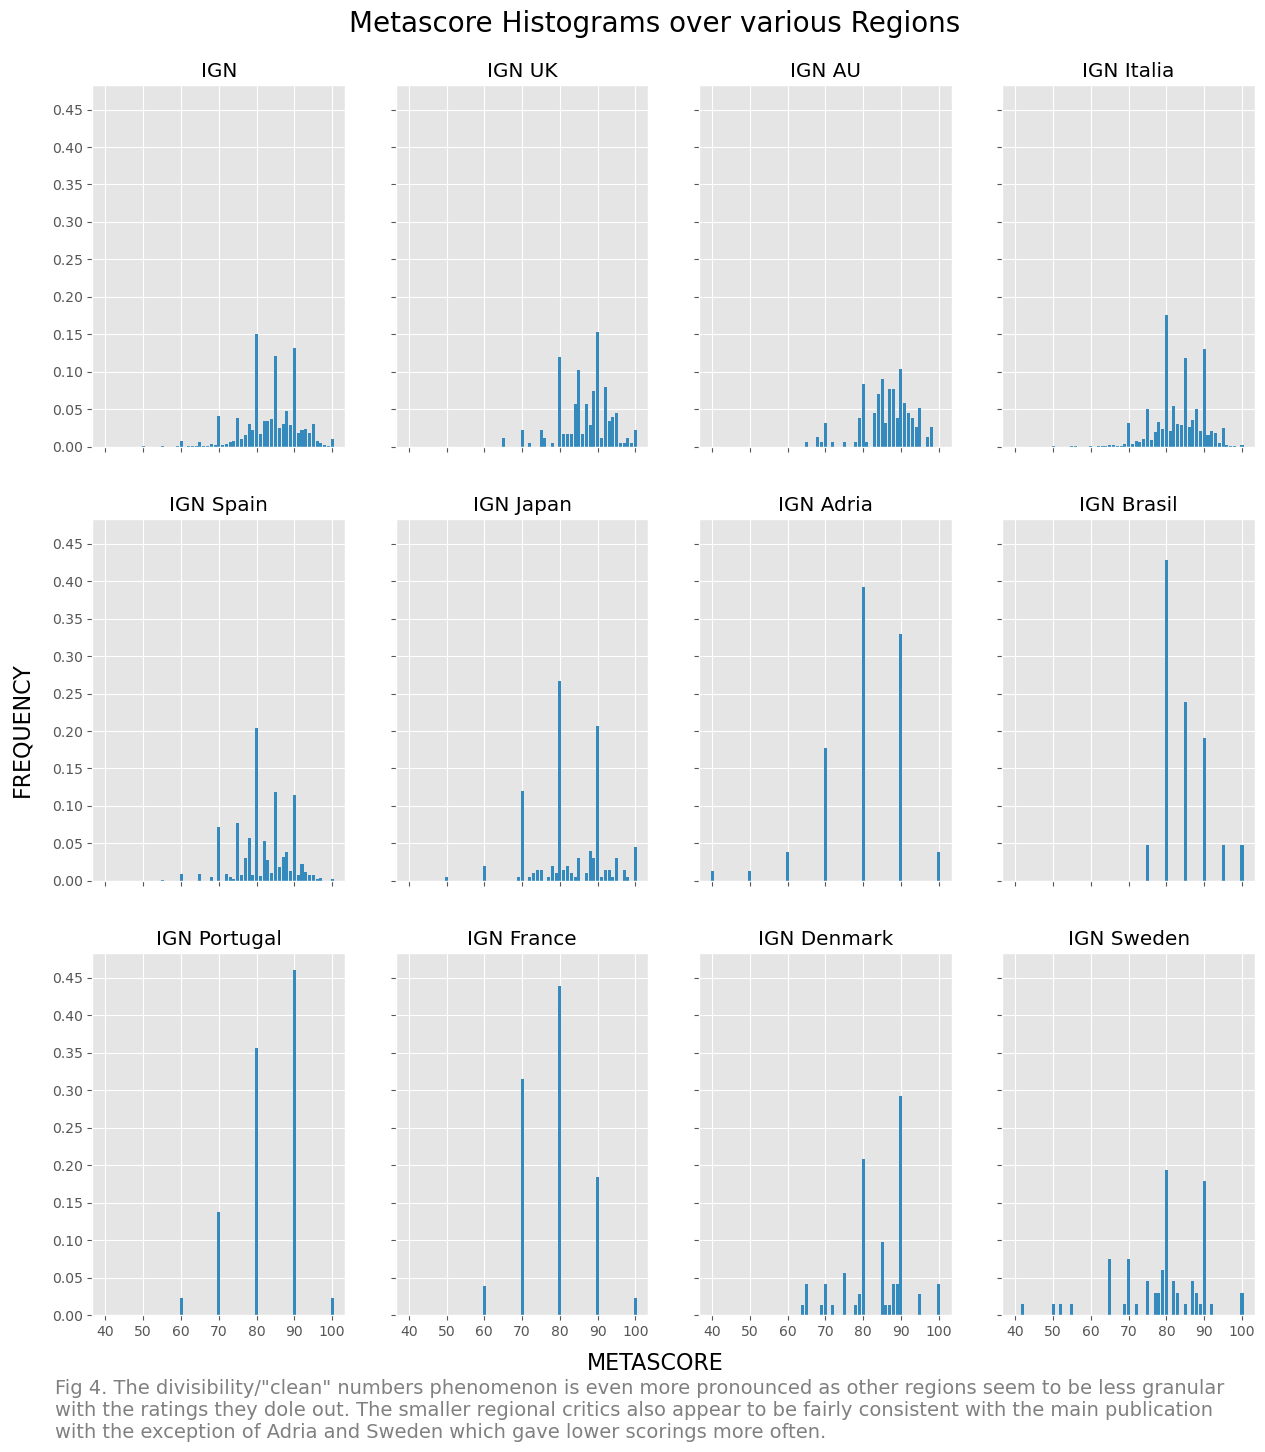 Metascore Histograms over various Regions
IGN
IGN UK
IGN AU
IGN Italia
0.45
0.40
0.35
0.30
0.25
0.20
0.15
0.10
0.05
0.00
IGN Spain
IGN Japan
IGN Adria
IGN Brasil
0.45
0.40
0.35
0.30
0.25
0.20
0.15
0.10
0.05
0.00
FREQUENCY
IGN Portugal
IGN France
IGN Denmark
IGN Sweden
0.45
0.40
0.35
0.30
0.25
0.20
0.15
0.10
0.05
0.00
40 50 60 70 80 90 100
40 50 60 70 80 90 100
40 50 60 70 80 90 100
40 50 60 70 80 90 100
METASCORE
Fig 4. The divisibility/"clean" numbers phenomenon is even more pronounced as other regions seem to be less granular
with the ratings they dole out. The smaller regional critics also appear to be fairly consistent with the main publication
with the exception of Adria and Sweden which gave lower scorings more often.